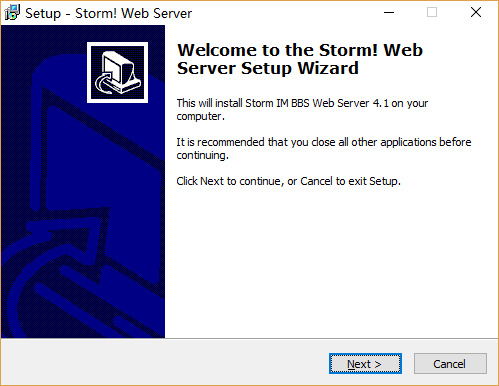 Setup - Storm! Web Server
Welcome to the Storm! Web
Server Setup Wizard
This will install Storm IM BBS Web Server 4.1 on your
computer.
It is recommended that you close all other applications before
continuing.
Click Next to continue, or Cancel to exit Setup.
Next >
Cancel